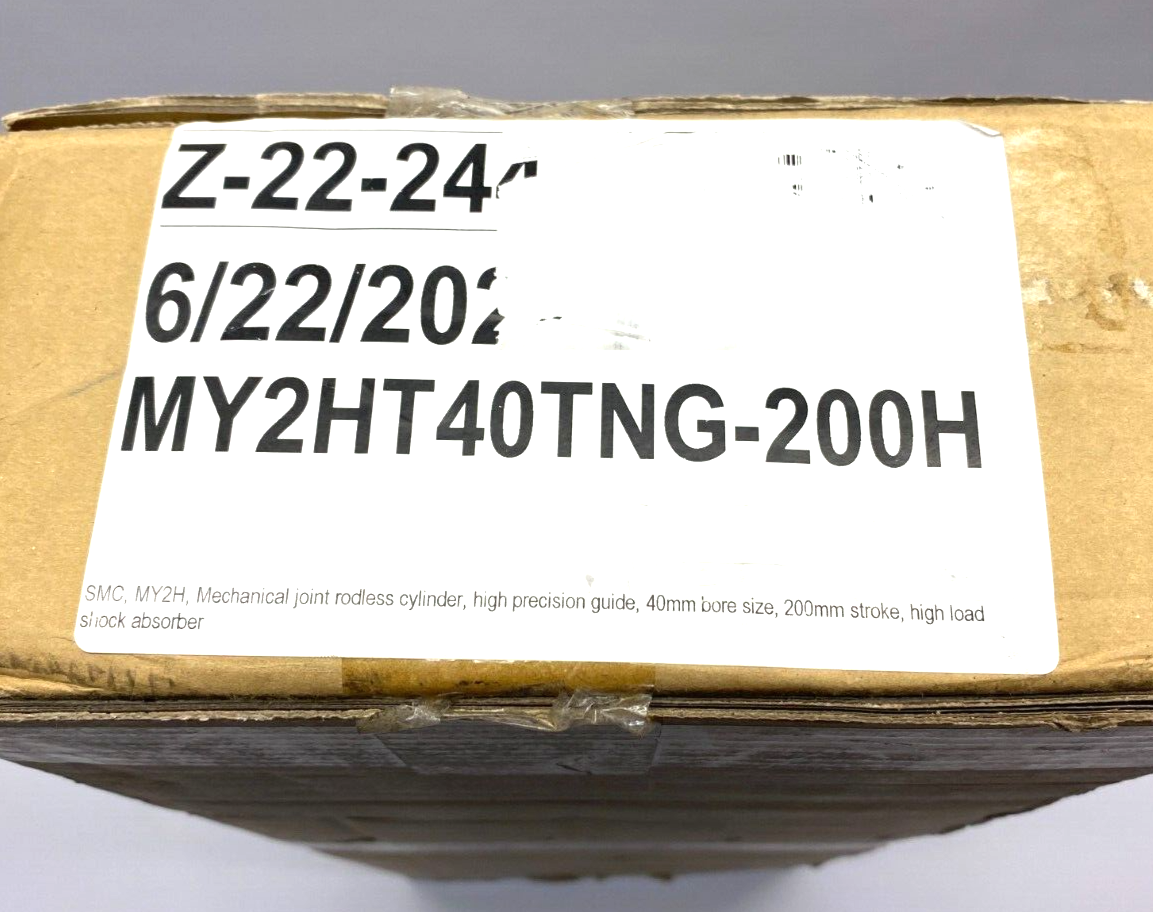 Z-22-24
6/22/202
MY2HT40TNG-200H
SMC, MY2H, Mechanical joint rodless cylinder, high precision guide, 40mm bore size, 200mm stroke, high load
shock absorber